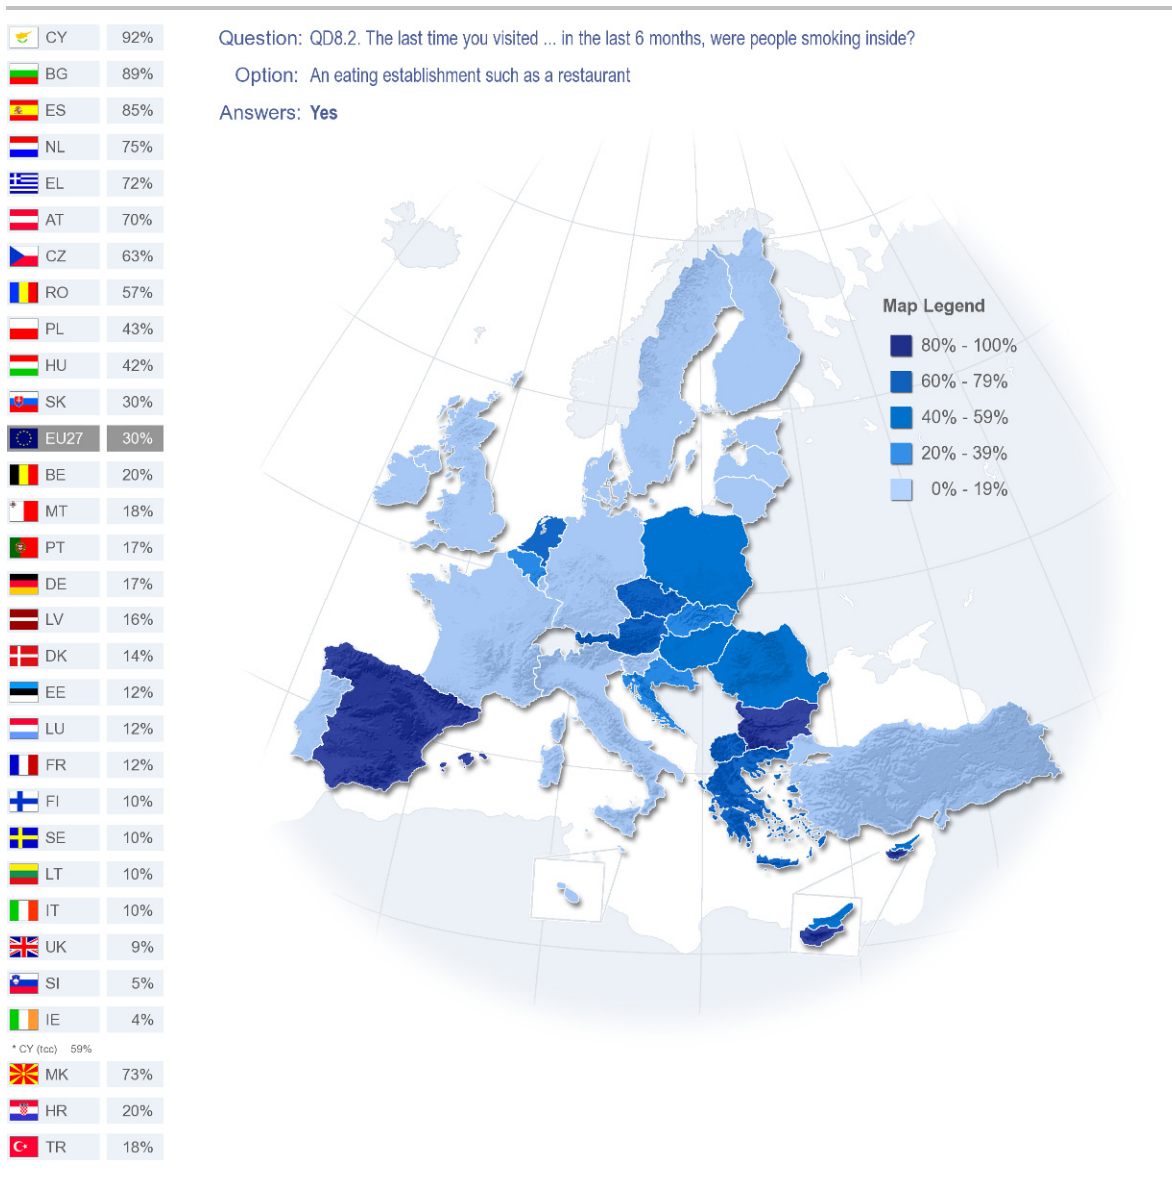 Question: QD8.2. The last time you visited ... in the last 6 months, were people smoking inside?
Option: An eating establishment such as a restaurant
Answers: Yes
CY 92%
BG 89%
ES 85%
NL 75%
EL 72%
AT 70%
CZ 63%
RO 57%
PL 43%
HU 42%
SK 30%
EU27 30%
BE 20%
MT 18%
PT 17%
DE 17%
LV 16%
DK 14%
EE 12%
LU 12%
FR 12%
FI 10%
SE 10%
LT 10%
IT 10%
UK 9%
SI 5%
IE 4%
* CY (tcc) 59%
MK 73%
HR 20%
TR 18%
Map Legend
80% - 100%
60% - 79%
40% - 59%
20% - 39%
0% - 19%